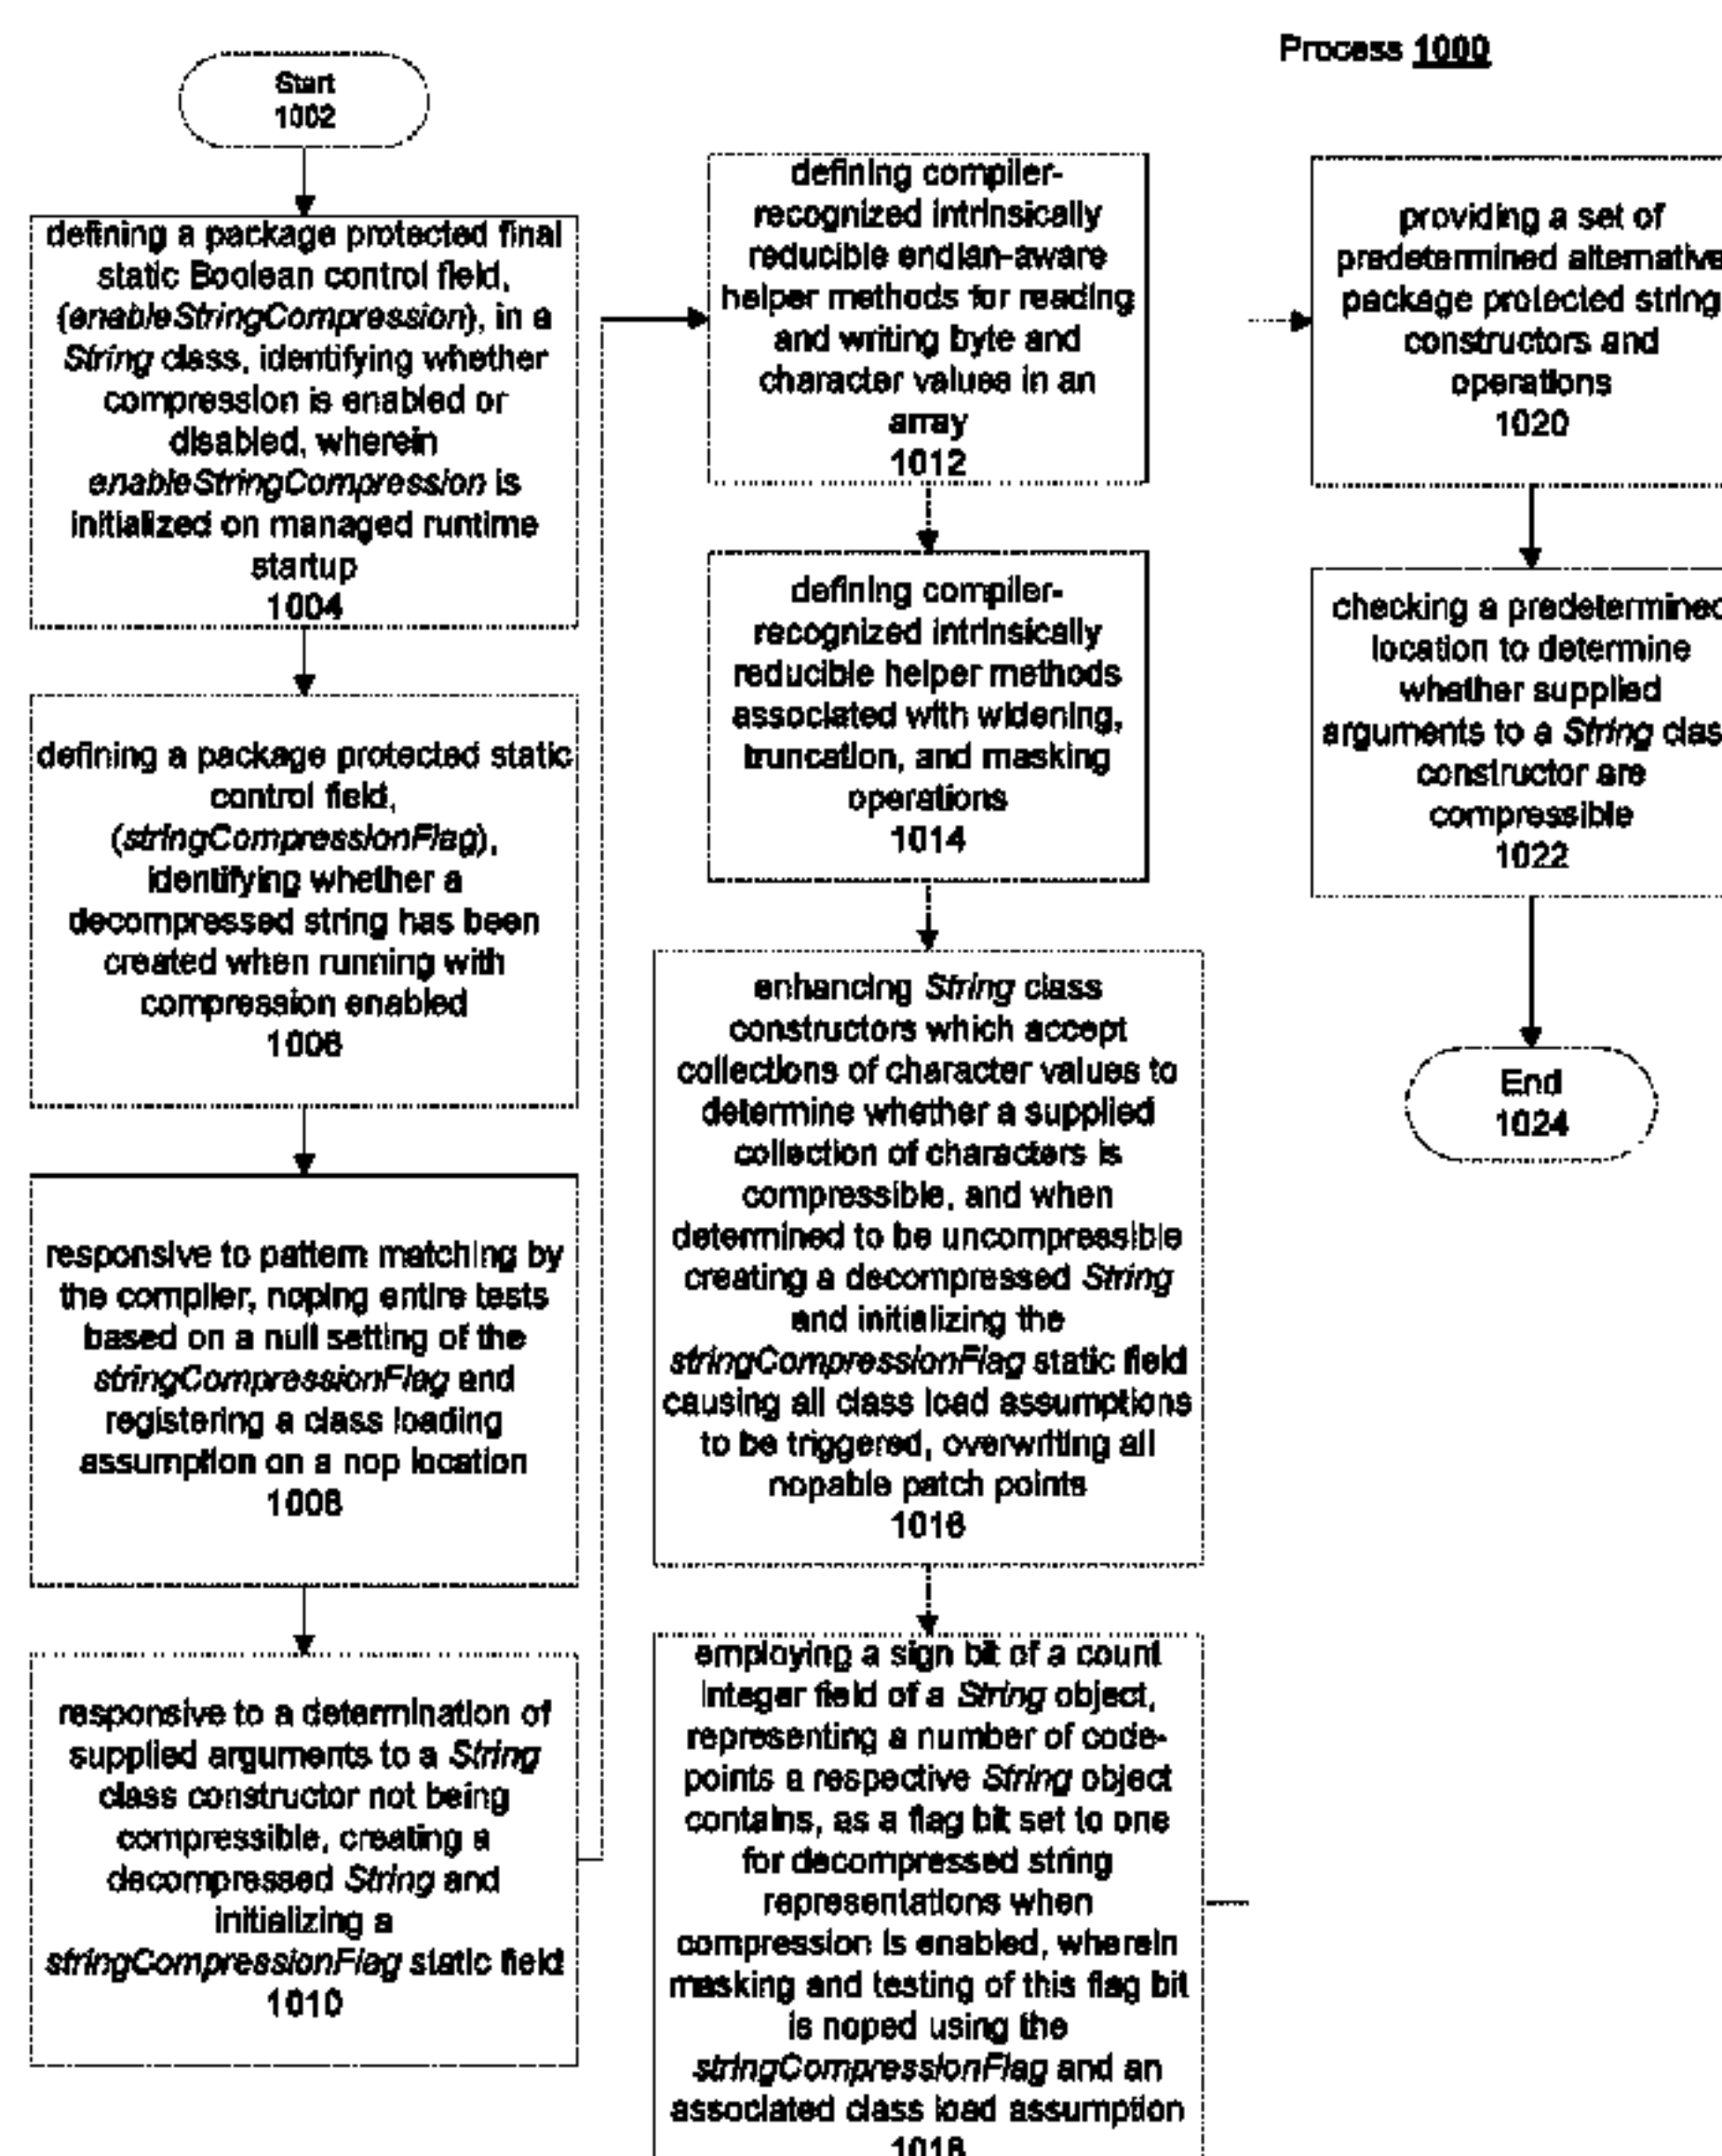 Process 1000
Start
1002
defining a package protected final
static Boolean control field,
(enableStringCompression), in a
String class, identifying whether
compression is enabled or
disabled, wherein
enableStringCompression is
initialized on managed runtime
startup
1004
defining a package protected static
control field,
(stringCompressionFlag),
identifying whether a
decompressed string has been
created when running with
compression enabled
1006
responsive to pattern matching by
the compiler, noping entire tests
based on a null setting of the
stringCompressionFlag and
registering a class loading
assumption on a nop location
1008
responsive to a determination of
supplied arguments to a String
class constructor not being
compressible, creating a
decompressed String and
initializing a
stringCompressionFlag static field
1010
defining compiler-
recognized intrinsically
reducible endian-aware
helper methods for reading
and writing byte and
character values in an
array
1012
defining compiler-
recognized intrinsically
reducible helper methods
associated with widening,
truncation, and masking
operations
1014
enhancing String class
constructors which accept
collections of character values to
determine whether a supplied
collection of characters is
compressible, and when
determined to be uncompressible
creating a decompressed String
and initializing the
stringCompressionFlag static field
causing all class load assumptions
to be triggered, overwriting all
nopable patch points
1016
employing a sign bit of a count
integer field of a String object,
representing a number of code-
points a respective String object
contains, as a flag bit set to one
for decompressed string
representations when
compression is enabled, wherein
masking and testing of this flag bit
is noped using the
stringCompressionFlag and an
associated class load assumption
1018
providing a set of
predetermined alternative
package protected string
constructors and
operations
1020
checking a predetermined
location to determine
whether supplied
arguments to a String clas
constructor are
compressible
1022
End
1024